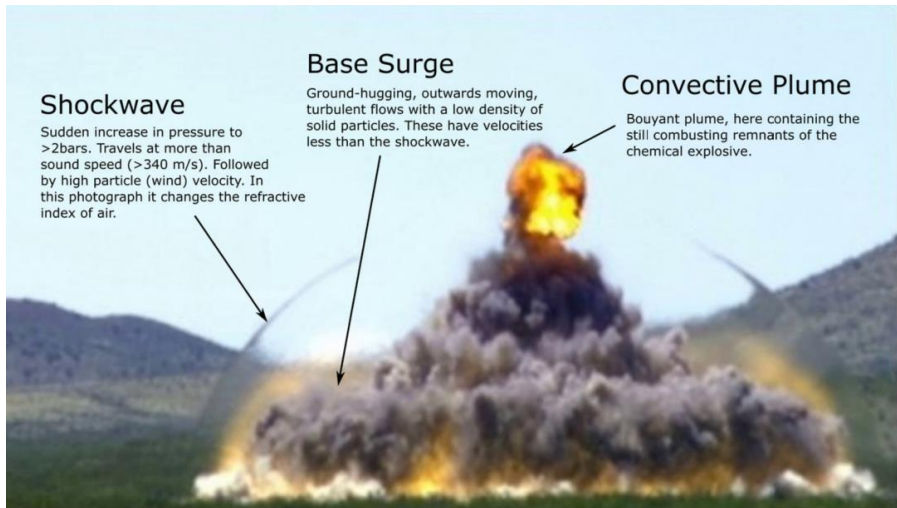 Shockwave
Sudden increase in pressure to
>2bars. Travels at more than
sound speed (>340 m/s). Followed
by high particle (wind) velocity. In
this photograph it changes the refractive
index of air.
Base Surge
Ground-hugging, outwards moving,
turbulent flows with a low density of
solid particles. These have velocities
less than the shockwave.
Convective Plume
Bouyant plume, here containing the
still combusting remnants of the
chemical explosive.